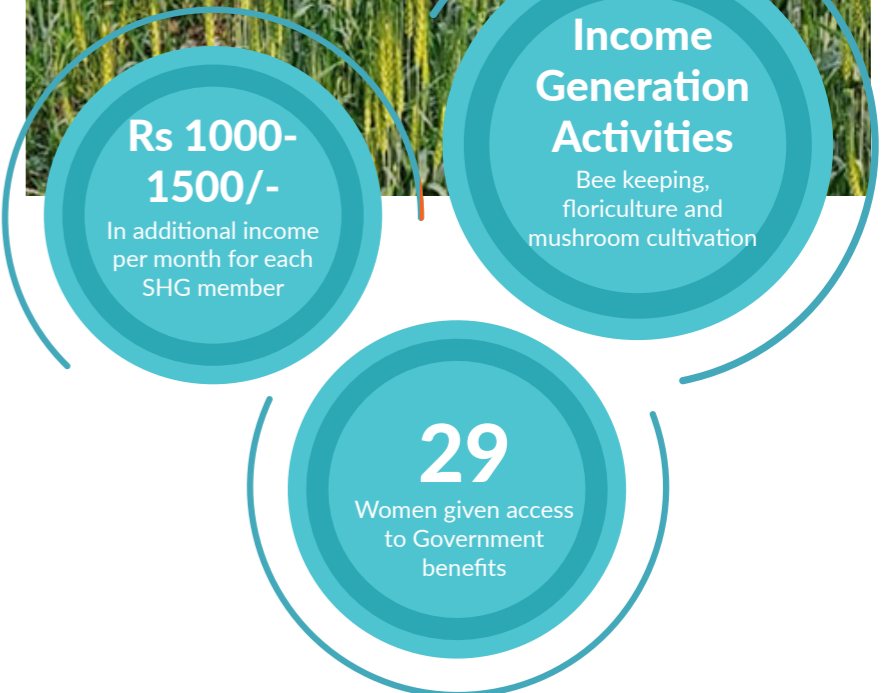 Rs 1000-
1500/-
In additional income
per month for each
SHG member
Income
Generation
Activities
Bee keeping,
floriculture and
mushroom cultivation
29
Women given access
to Government
benefits